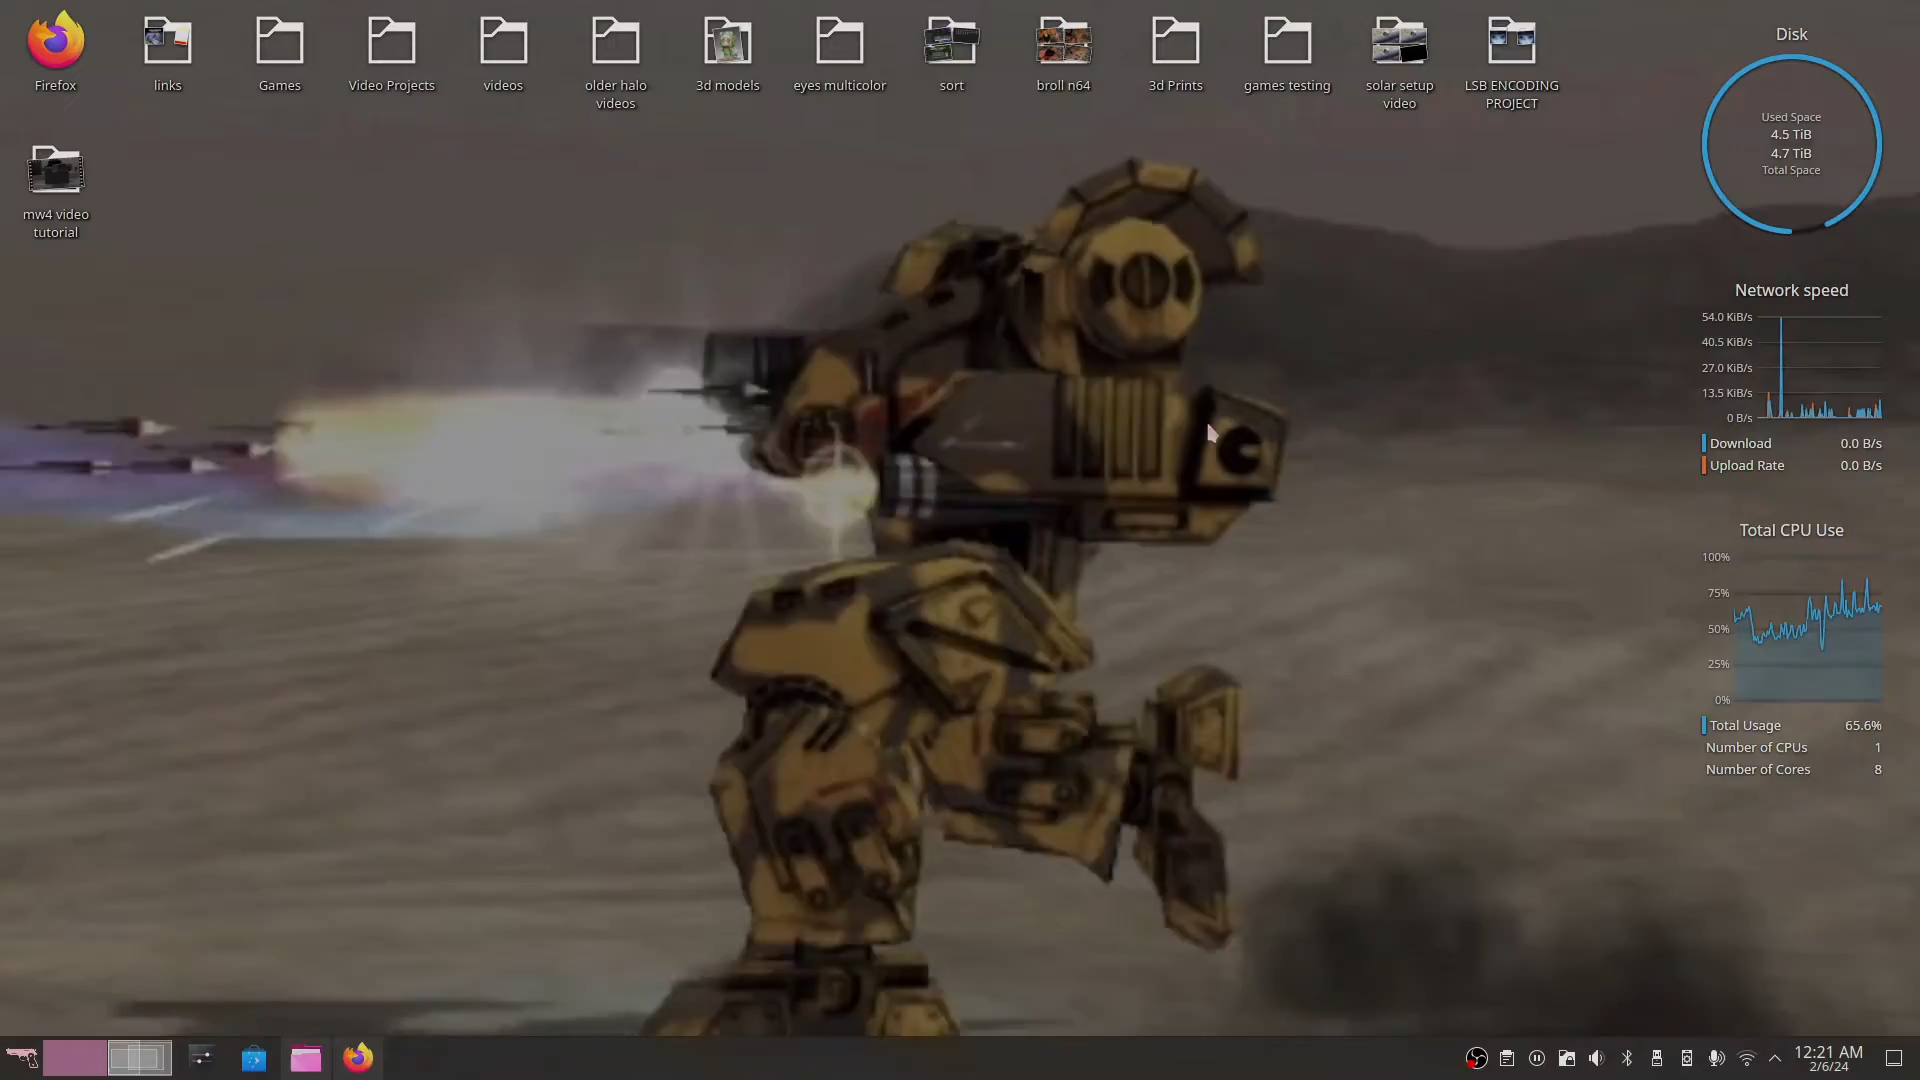 Firefox
links
Games
Video Projects
videos
older halo
videos
3d models
eyes multicolor
sort
broll n64
3d Prints
games testing
solar setup
video
LSB ENCODING
PROJECT
mw4 video
tutorial
Disk
Used Space
4.5 TiB
4.7 TiB
Total Space
Network speed
54.0 KiB/s
40.5 KiB/s
27.0 KiB/s
13.5 KiB/s
0 B/s
Download 0.0 B/s
Upload Rate 0.0 B/s
Total CPU Use
100%
75%
50%
25%
0%
Total Usage 65.6%
Number of CPUs 1
Number of Cores 8
12:21 AM
2/6/24